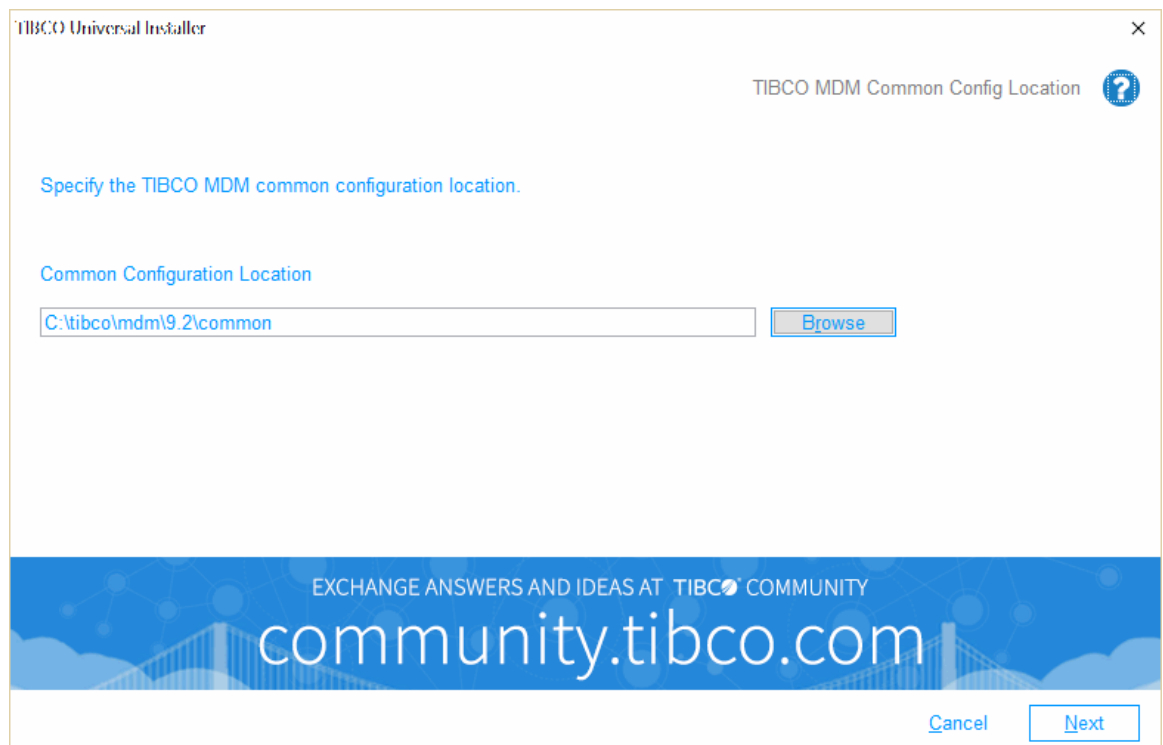 TIBCO Universal Installer
TIBCO MDM Common Config Location
Specify the TIBCO MDM common configuration location.
Common Configuration Location
C:\tibco\mdm\9.2\common
Browse
EXCHANGE ANSWERS AND IDEAS AT TIBCO COMMUNITY
community.tibco.com
Cancel
Next